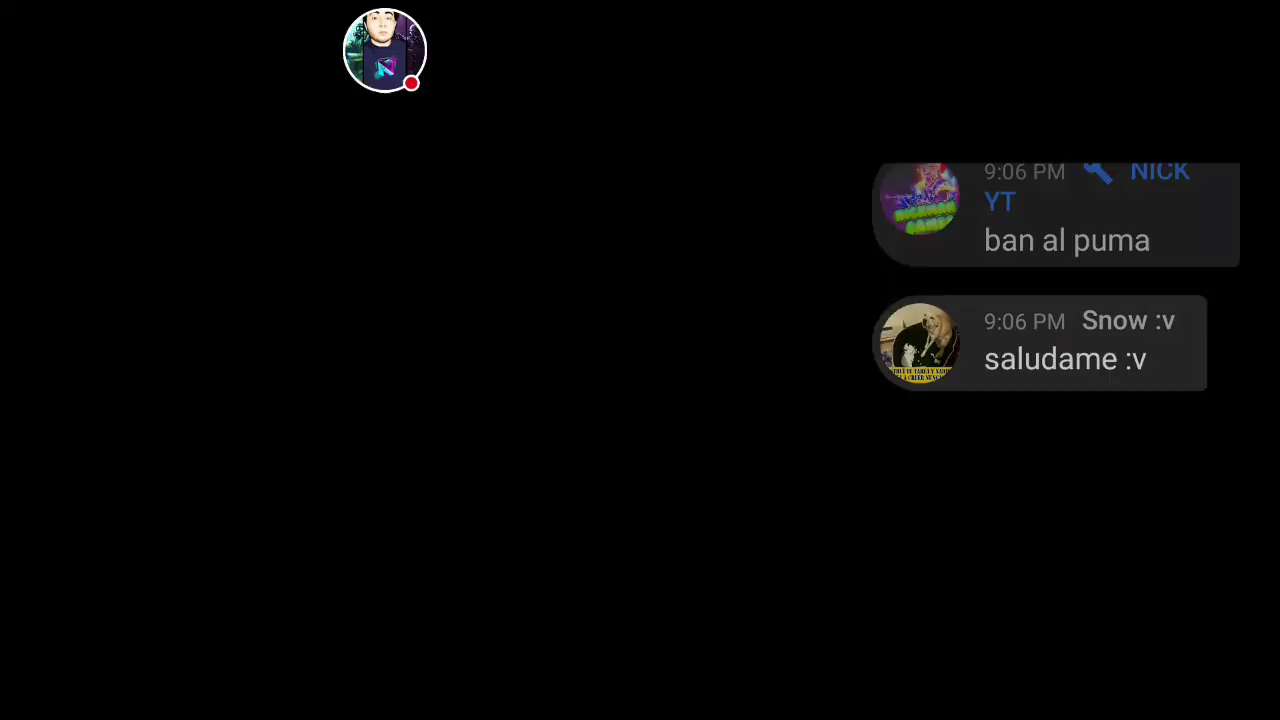 9:06 PM NICK
YT
ban al puma
9:06 PM Snow :v
saludame :v